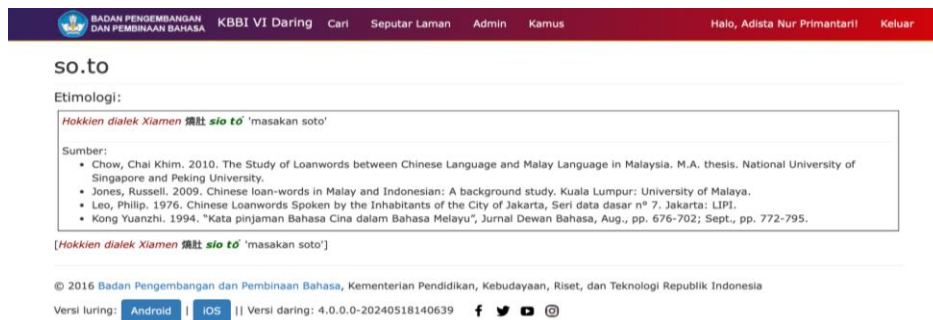 BADAN PENGEMBANGAN
DAN PEMBINAAN BAHASA
KBBI VI Daring Cari Seputar Laman Admin Kamus Halo, Adista Nur Primantari! Keluar
so.to
Etimologi:
Hokkien dialek Xiamen 燒肚 sio tó 'masakan soto'
Sumber:
• Chow, Chai Khim. 2010. The Study of Loanwords between Chinese Language and Malay Language in Malaysia. M.A. thesis. National University of
Singapore and Peking University.
• Jones, Russell. 2009. Chinese loan-words in Malay and Indonesian: A background study. Kuala Lumpur: University of Malaya.
• Leo, Philip. 1976. Chinese Loanwords Spoken by the Inhabitants of the City of Jakarta, Seri data dasar nº 7. Jakarta: LIPI.
• Kong Yuanzhi. 1994. "Kata pinjaman Bahasa Cina dalam Bahasa Melayu", Jurnal Dewan Bahasa, Aug., pp. 676-702; Sept., pp. 772-795.
[Hokkien dialek Xiamen 燒肚 sio tó 'masakan soto']
© 2016 Badan Pengembangan dan Pembinaan Bahasa, Kementerian Pendidikan, Kebudayaan, Riset, dan Teknologi Republik Indonesia
Versi luring: Android | iOS || Versi daring: 4.0.0.0-20240518140639